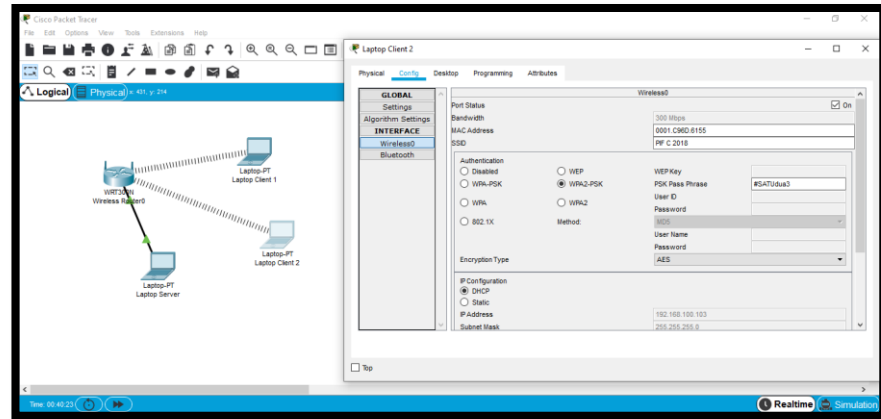 Cisco Packet Tracer
File Edit Options View Tools Extensions Help
Logical Physical x: 431, y: 214
Laptop-PT
Laptop Client 1
WRT300N
Wireless Router0
Laptop-PT
Laptop Client 2
Laptop-PT
Laptop Server
Laptop Client 2
Physical Config Desktop Programming Attributes
GLOBAL
Settings
Algorithm Settings
INTERFACE
Wireless0
Bluetooth
Wireless0
Port Status On
Bandwidth 300 Mbps
MAC Address 0001.C96D.6155
SSID PIF C 2018
Authentication
Disabled WEP WEP Key
WPA-PSK WPA2-PSK PSK Pass Phrase #SATUdua3
User ID
WPA WPA2 Password
802.1X Method: MD5
User Name
Password
Encryption Type AES
IP Configuration
DHCP
Static
IP Address 192.168.100.103
Subnet Mask 255.255.255.0
Top
Time: 00:40:23 Realtime Simulation